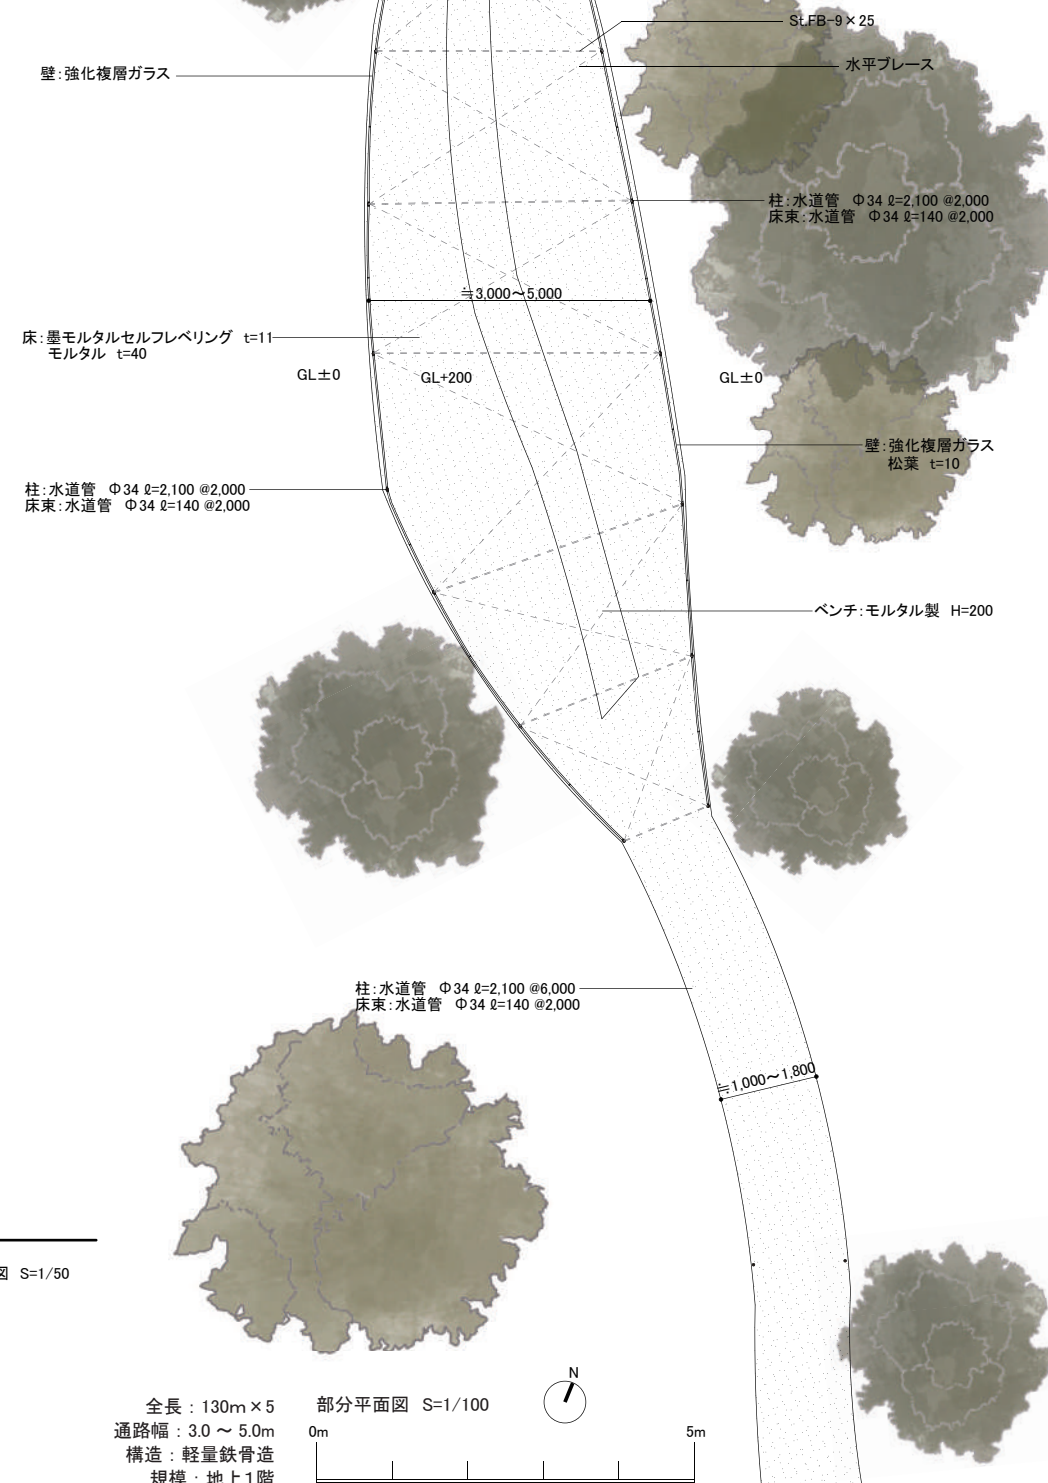 St.FB-9×25
水平ブレース
壁:強化複層ガラス
柱:水道管 Φ34 ℓ=2,100 @2,000
床束:水道管 Φ34 ℓ=140 @2,000
≒3,000～5,000
床:墨モルタルセルフレベリング t=11
モルタル t=40
GL±0
GL+200
GL±0
壁:強化複層ガラス
松葉 t=10
柱:水道管 Φ34 ℓ=2,100 @2,000
床束:水道管 Φ34 ℓ=140 @2,000
ベンチ:モルタル製 H=200
柱:水道管 Φ34 ℓ=2,100 @6,000
床束:水道管 Φ34 ℓ=140 @2,000
≒1,000～1,800
図 S=1/50
N
全長：130m×5
通路幅：3.0 ～ 5.0m
構造：軽量鉄骨造
規模：地上1階
部分平面図 S=1/100
0m
5m